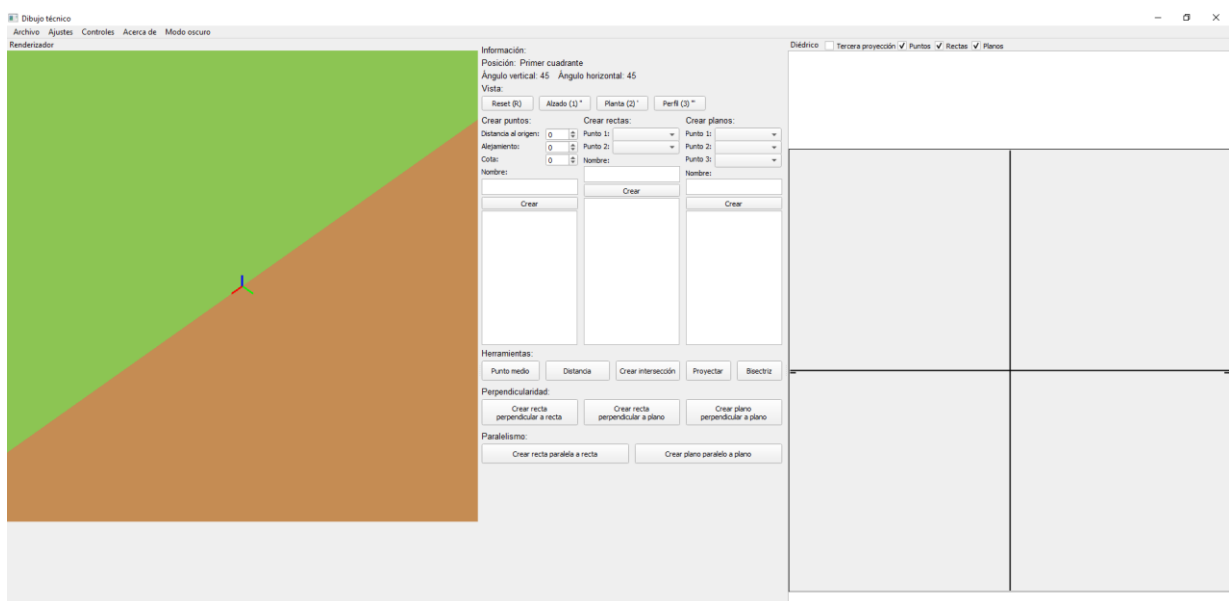 Dibujo técnico
Archivo Ajustes Controles Acerca de Modo oscuro
Renderizador
Información:
Posición: Primer cuadrante
Ángulo vertical: 45 Ángulo horizontal: 45
Vista:
Reset (R) Alzado (1) '' Planta (2) ' Perfil (3) '''
Crear puntos: Crear rectas: Crear planos:
Distancia al origen: 0 Punto 1: Punto 1:
Alejamiento: 0 Punto 2: Punto 2:
Cota: 0 Nombre: Punto 3:
Nombre: Nombre:
Crear
Crear Crear
Herramientas:
Punto medio Distancia Crear intersección Proyectar Bisectriz
Perpendicularidad:
Crear recta perpendicular a recta
Crear recta perpendicular a plano
Crear plano perpendicular a plano
Paralelismo:
Crear recta paralela a recta Crear plano paralelo a plano
Diédrico Tercera proyección Puntos Rectas Planos